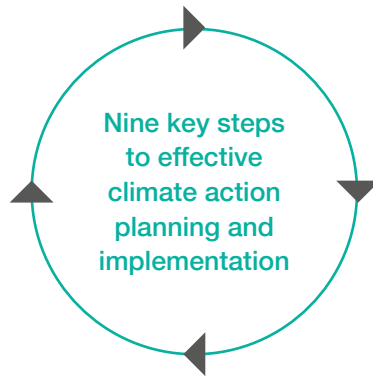 Nine key steps
to effective
climate action
planning and
implementation